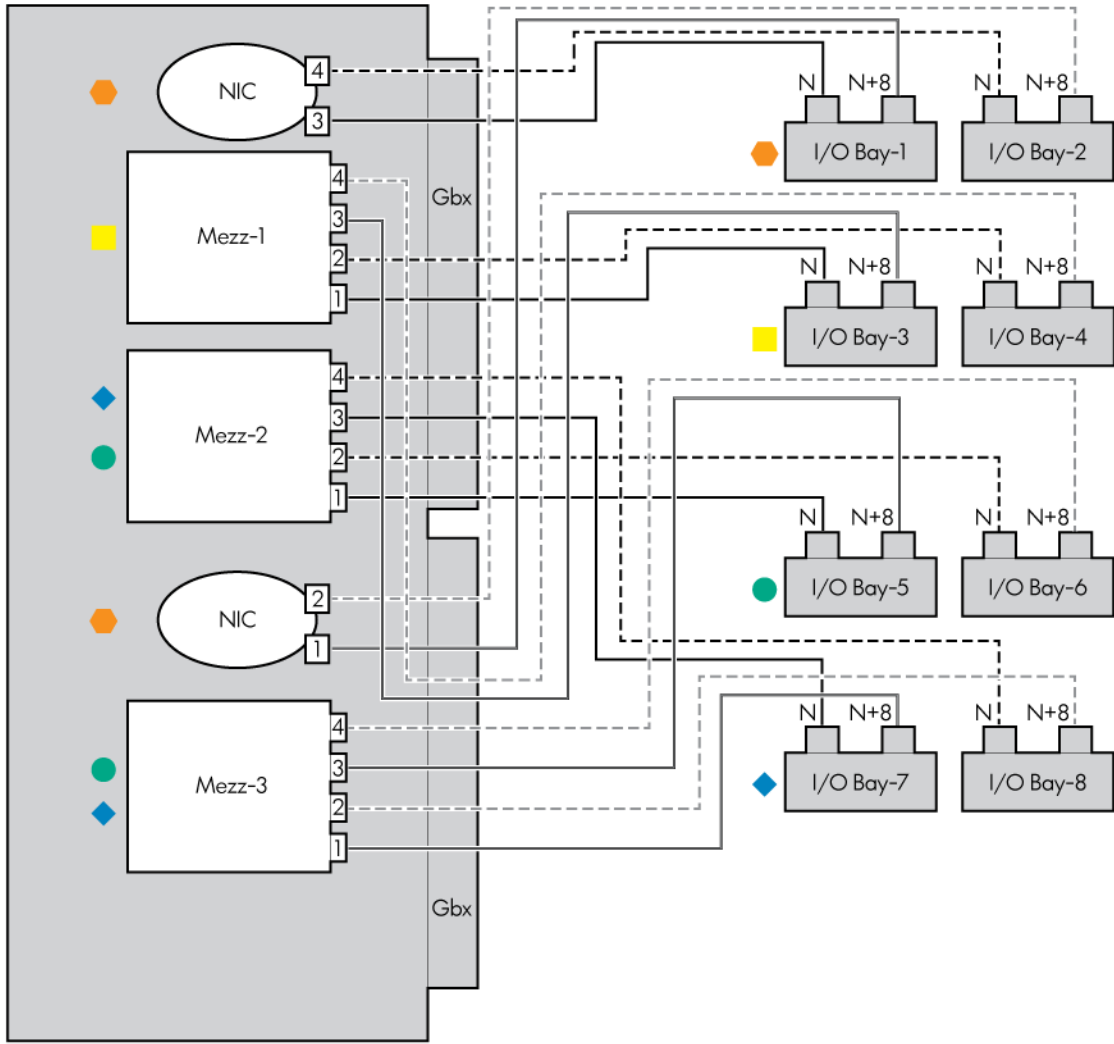 NIC
4
3
N N+8 N N+8
I/O Bay-1 I/O Bay-2
Mezz-1
4
3
2
1
Gbx
N N+8 N N+8
I/O Bay-3 I/O Bay-4
Mezz-2
4
3
2
1
N N+8 N N+8
I/O Bay-5 I/O Bay-6
NIC
2
1
Mezz-3
4
3
2
1
N N+8 N N+8
I/O Bay-7 I/O Bay-8
Gbx